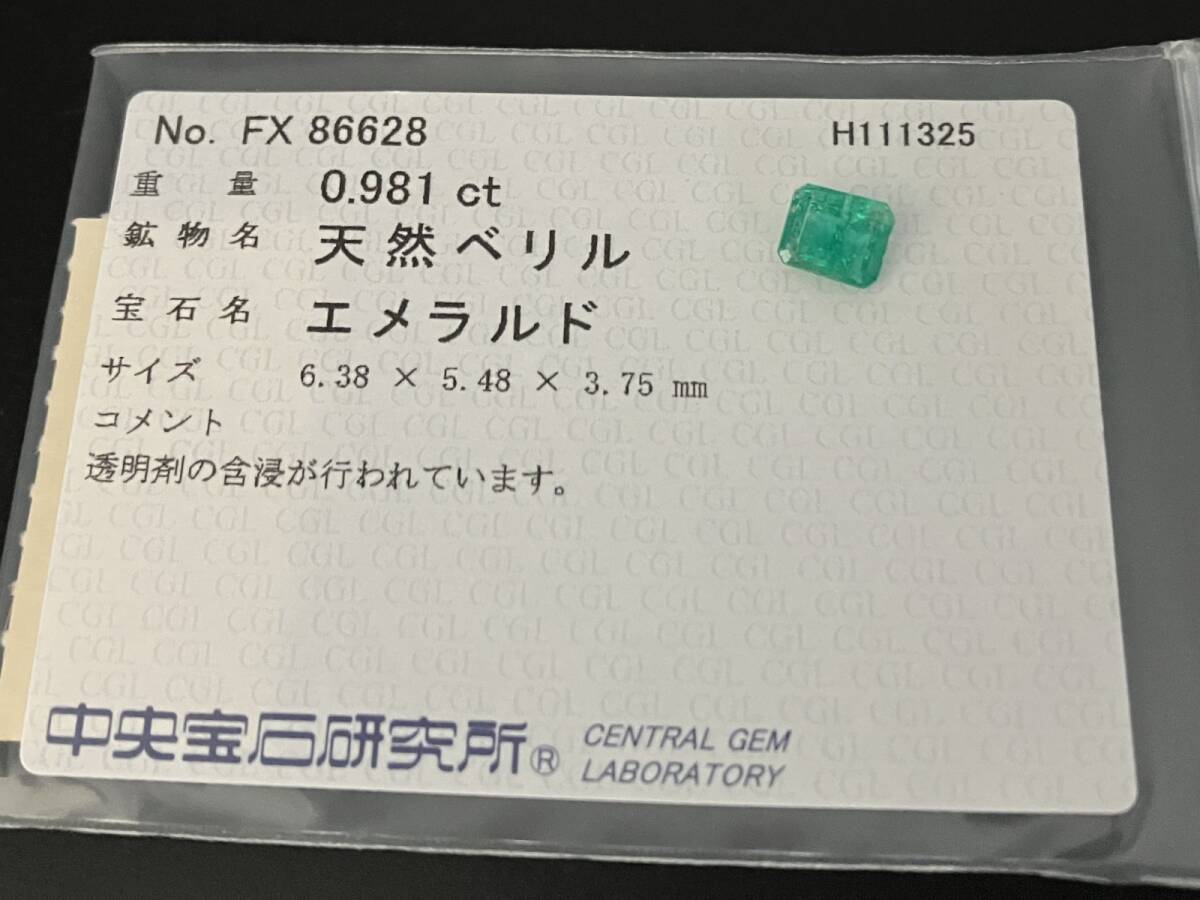 No. FX 86628 H111325
重量 0.981 ct
鉱物名 天然ベリル
宝石名 エメラルド
サイズ 6.38 × 5.48 × 3.75 mm
コメント
透明剤の含浸が行われています。
中央宝石研究所® CENTRAL GEM
LABORATORY